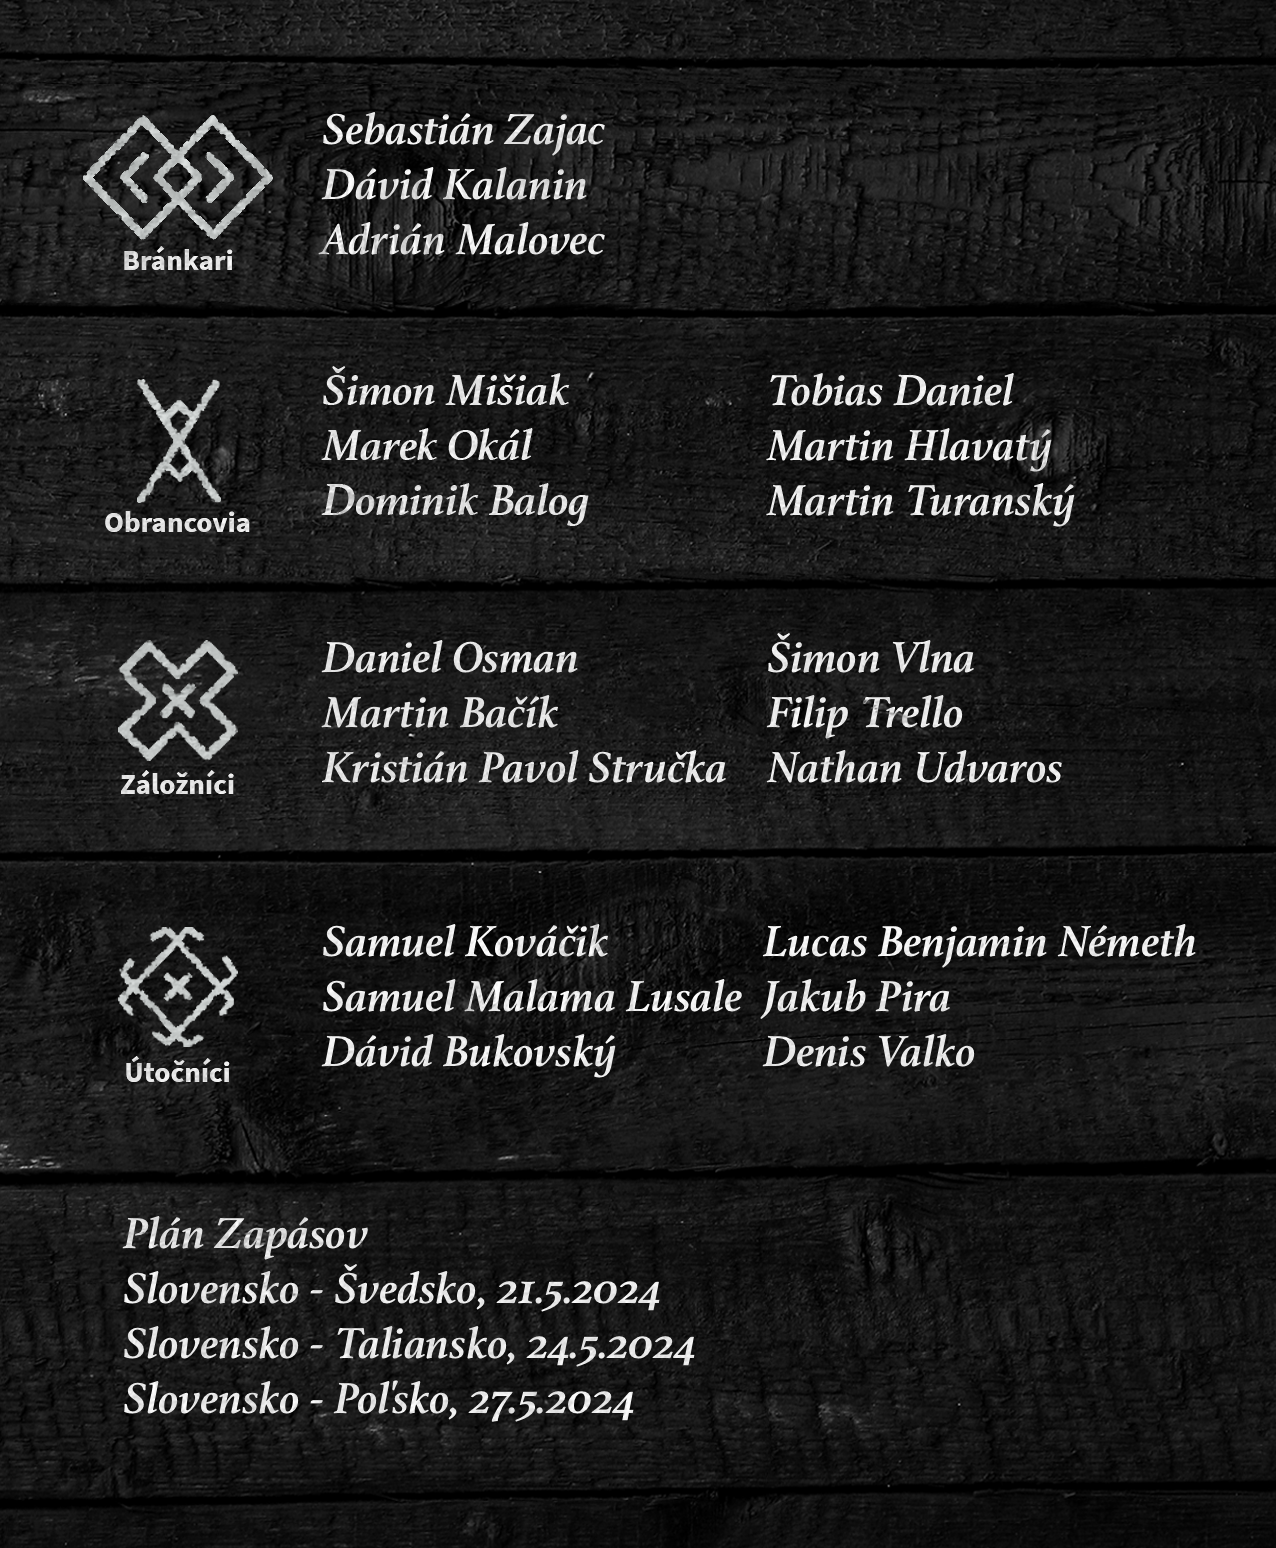 Bránkari
Sebastián Zajac
Dávid Kalanin
Adrián Malovec
Obrancovia
Šimon Mišiak
Marek Okál
Dominik Balog
Tobias Daniel
Martin Hlavatý
Martin Turanský
Záložníci
Daniel Osman
Martin Bačík
Kristián Pavol Stručka
Šimon Vlna
Filip Trello
Nathan Udvaros
Útočníci
Samuel Kováčik
Samuel Malama Lusale
Dávid Bukovský
Lucas Benjamin Németh
Jakub Pira
Denis Valko
Plán Zapásov
Slovensko - Švedsko, 21.5.2024
Slovensko - Taliansko, 24.5.2024
Slovensko - Poľsko, 27.5.2024